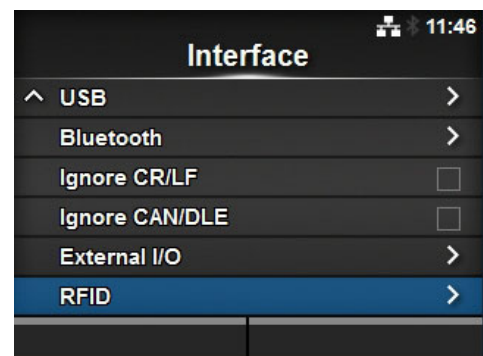 11:46
Interface
USB
Bluetooth
Ignore CR/LF
Ignore CAN/DLE
External I/O
RFID